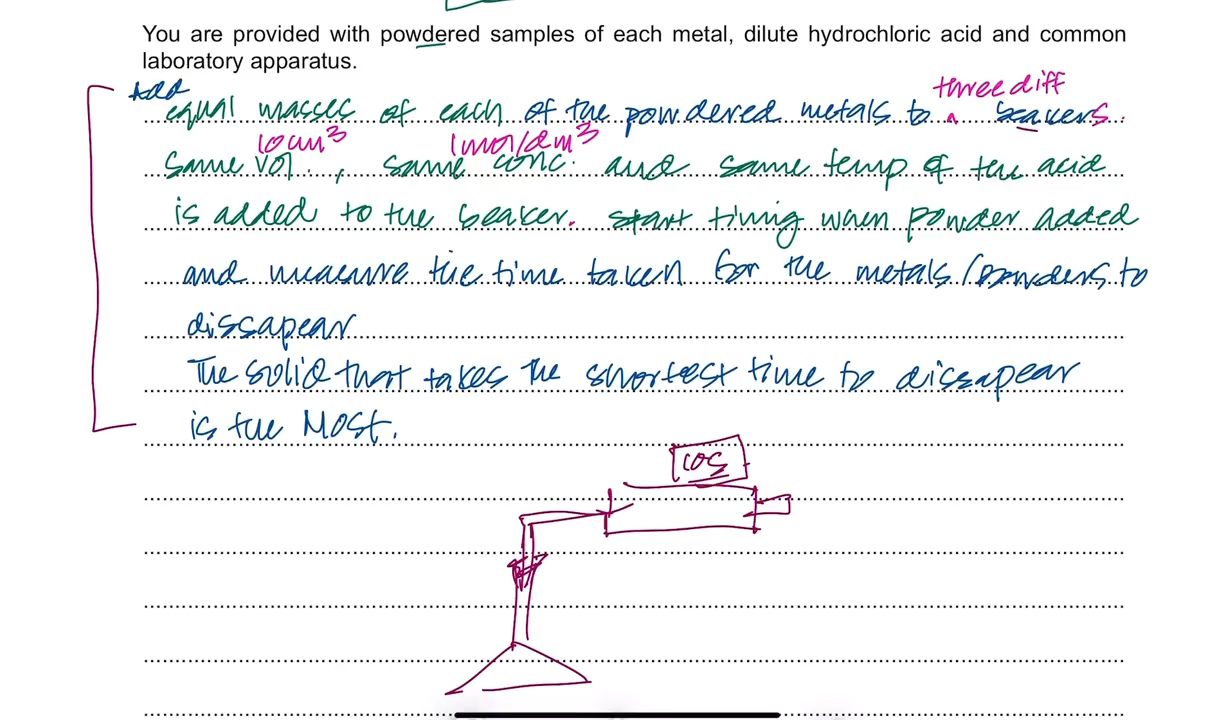 You are provided with powdered samples of each metal, dilute hydrochloric acid and common
laboratory apparatus.
Add three diff
equal masses of each of the powdered metals to ^ beakers.
10cm³ 1mol/dm³
same vol , same conc. and same temp of the acid
is added to the beaker. start timig when powder added
and measure the time taken for the metals/powders to
dissapear
The solid that takes the shortest time to dissapear
is the Most.